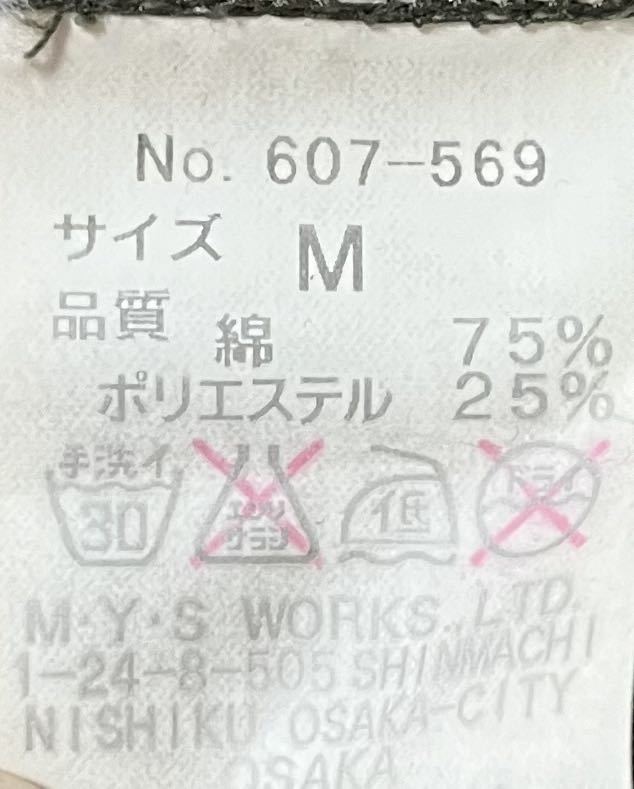 No. 607-569
サイズ M
品質 綿 75%
ポリエステル 25%
手洗イ
30
エンソ
サラシ
低
ドライ
M・Y・S WORKS.,LTD.
1-24-8-505 SHINMACHI
NISHIKU OSAKA-CITY
OSAKA